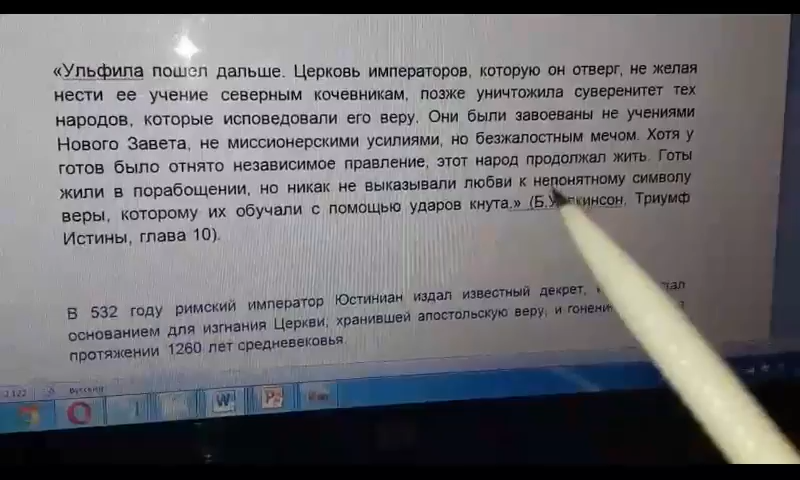 «Ульфила пошел дальше. Церковь императоров, которую он отверг, не желая
нести ее учение северным кочевникам, позже уничтожила суверенитет тех
народов, которые исповедовали его веру. Они были завоеваны не учениями
Нового Завета, не миссионерскими усилиями, но безжалостным мечом. Хотя у
готов было отнято независимое правление, этот народ продолжал жить. Готы
жили в порабощении, но никак не выказывали любви к непонятному символу
веры, которому их обучали с помощью ударов кнута.» Триумф
Истины, глава 10).
В 532 году римский император Юстиниан издал известный декрет,
основанием для изгнания Церкви, хранившей апостольскую веру, и
протяжении 1260 лет средневековья.